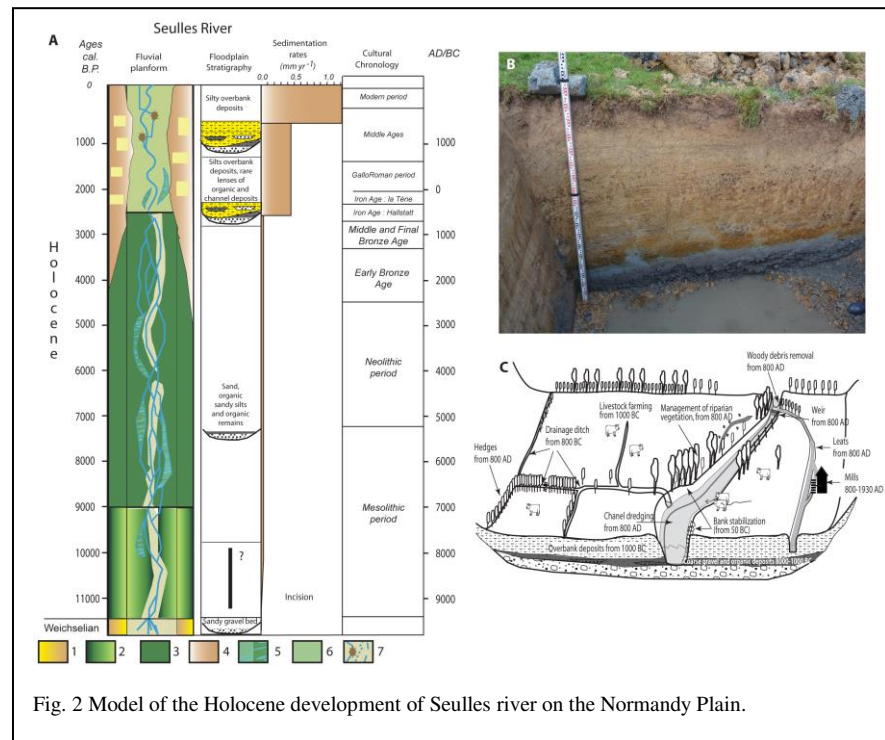 Seulles River
A
Ages
cal.
B.P.
Fluvial
planform
Floodplain
Stratigraphy
Sedimentation
rates
(mm yr⁻¹)
0.0 0.5 1.0
Cultural
Chronology
AD/BC
0
1000
2000
3000
4000
5000
6000
7000
8000
9000
10000
11000
Holocene
Weichselian
Silty overbank
deposits
Silts overbank
deposits, rare
lenses of
organic and
channel deposits
Sand,
organic
sandy silts
and organic
remains
?
Sandy gravel bed
Incision
Modern period
Middle Ages
GalloRoman period
Iron Age : la Tène
Iron Age : Hallstatt
Middle and Final
Bronze Age
Early Bronze
Age
Neolithic
period
Mesolithic
period
1000
0
1000
2000
3000
4000
5000
6000
7000
8000
9000
1 2 3 4 5 6 7
B
C
Woody debris removal
from 800 AD
Livestock farming
from 1000 BC
Management of riparian
vegetation, from 800 AD
Weir
from 800 AD
Drainage ditch
from 800 BC
Leats
from 800 AD
Hedges
from 800 AD
Mills
800-1930 AD
Chanel dredging
from 800 AD
Bank stabilization
(from 50 BC)
Overbank deposits from 1000 BC
Coarse gravel and organic deposits
Fig. 2 Model of the Holocene development of Seulles river on the Normandy Plain.